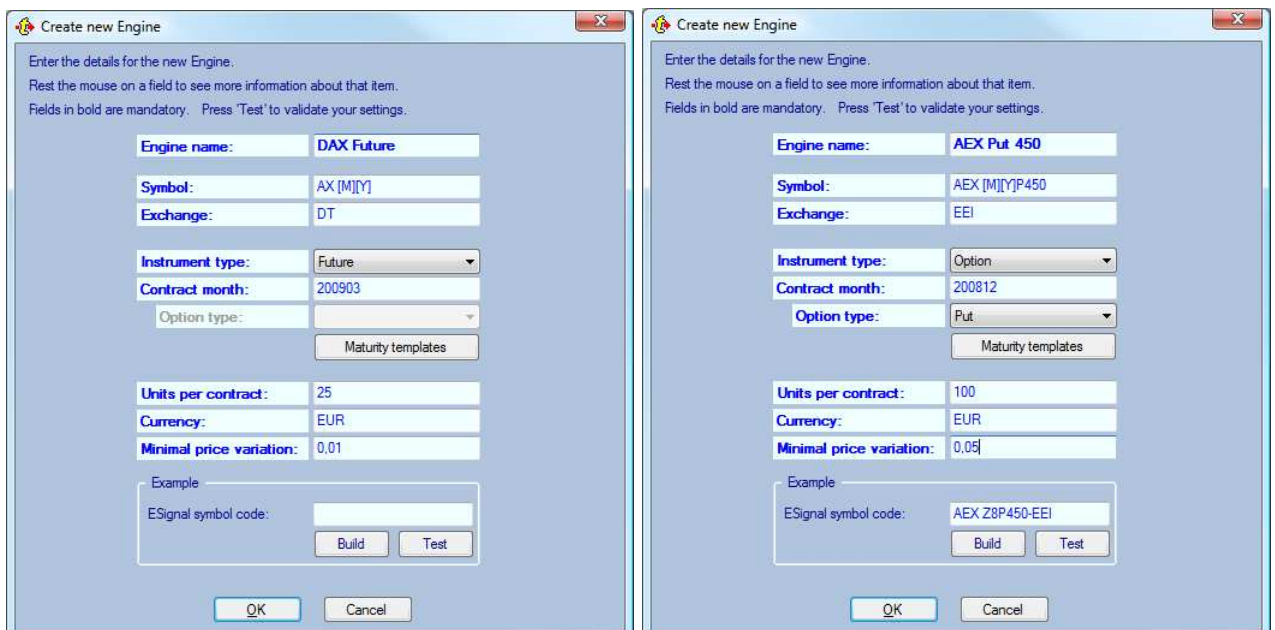 Create new Engine
Enter the details for the new Engine.
Rest the mouse on a field to see more information about that item.
Fields in bold are mandatory. Press 'Test' to validate your settings.
Engine name: DAX Future
Symbol: AX [M][Y]
Exchange: DT
Instrument type: Future
Contract month: 200903
Option type:
Maturity templates
Units per contract: 25
Currency: EUR
Minimal price variation: 0,01
Example
ESignal symbol code:
Build Test
OK Cancel
Create new Engine
Enter the details for the new Engine.
Rest the mouse on a field to see more information about that item.
Fields in bold are mandatory. Press 'Test' to validate your settings.
Engine name: AEX Put 450
Symbol: AEX [M][Y]P450
Exchange: EEI
Instrument type: Option
Contract month: 200812
Option type: Put
Maturity templates
Units per contract: 100
Currency: EUR
Minimal price variation: 0,05
Example
ESignal symbol code: AEX Z8P450-EEI
Build Test
OK Cancel